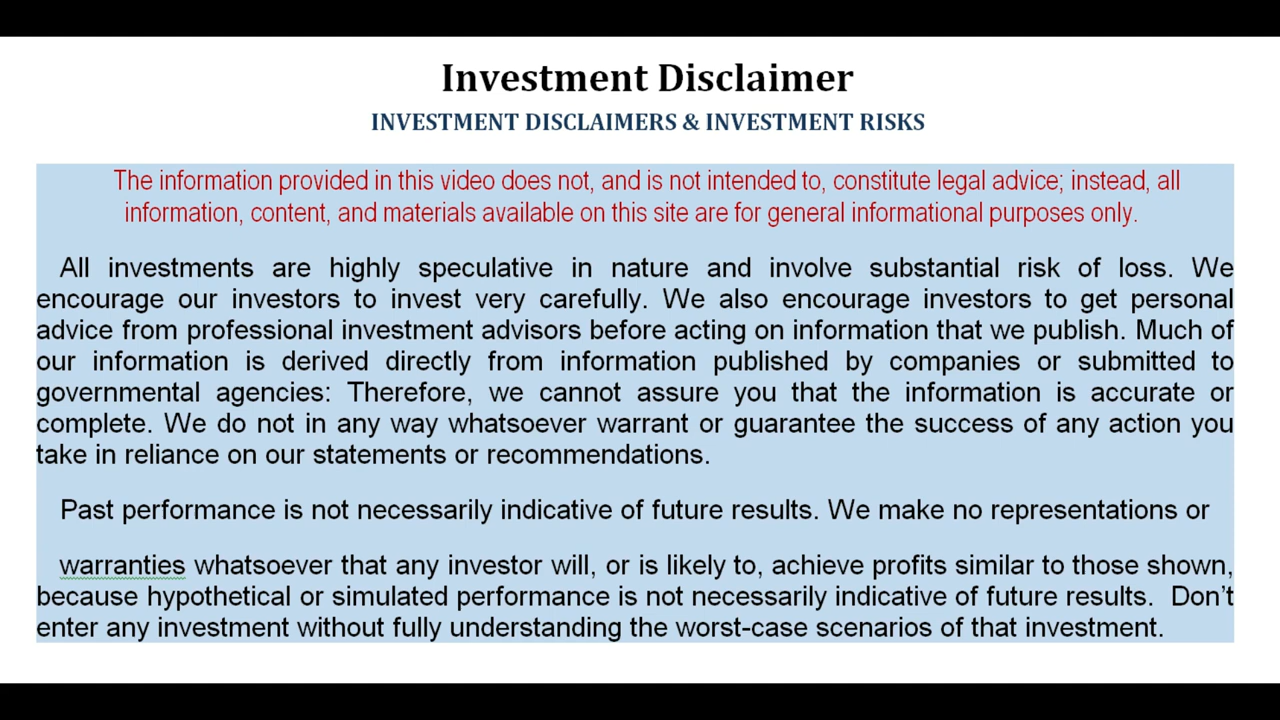 Investment Disclaimer
INVESTMENT DISCLAIMERS & INVESTMENT RISKS
The information provided in this video does not, and is not intended to, constitute legal advice; instead, all
information, content, and materials available on this site are for general informational purposes only.
All investments are highly speculative in nature and involve substantial risk of loss. We
encourage our investors to invest very carefully. We also encourage investors to get personal
advice from professional investment advisors before acting on information that we publish. Much of
our information is derived directly from information published by companies or submitted to
governmental agencies: Therefore, we cannot assure you that the information is accurate or
complete. We do not in any way whatsoever warrant or guarantee the success of any action you
take in reliance on our statements or recommendations.
Past performance is not necessarily indicative of future results. We make no representations or
warranties whatsoever that any investor will, or is likely to, achieve profits similar to those shown,
because hypothetical or simulated performance is not necessarily indicative of future results.  Don’t
enter any investment without fully understanding the worst-case scenarios of that investment.